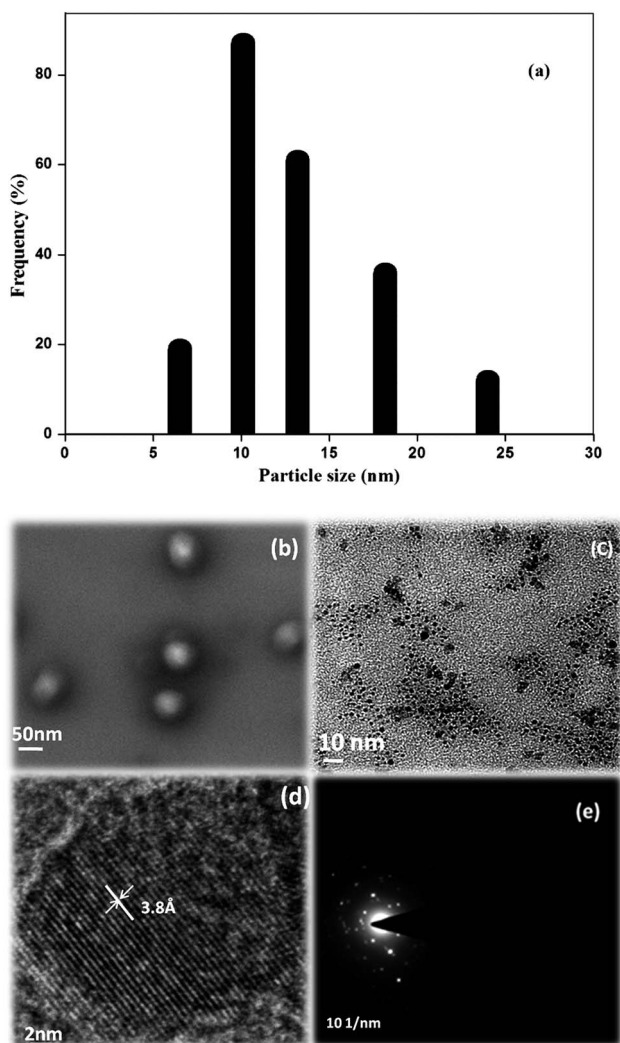 (a)
80
60
40
20
0
Frequency (%)
0 5 10 15 20 25 30
Particle size (nm)
(b)
50nm
(C)
10 nm
(d)
3.8Å
2nm
(e)
10 1/nm